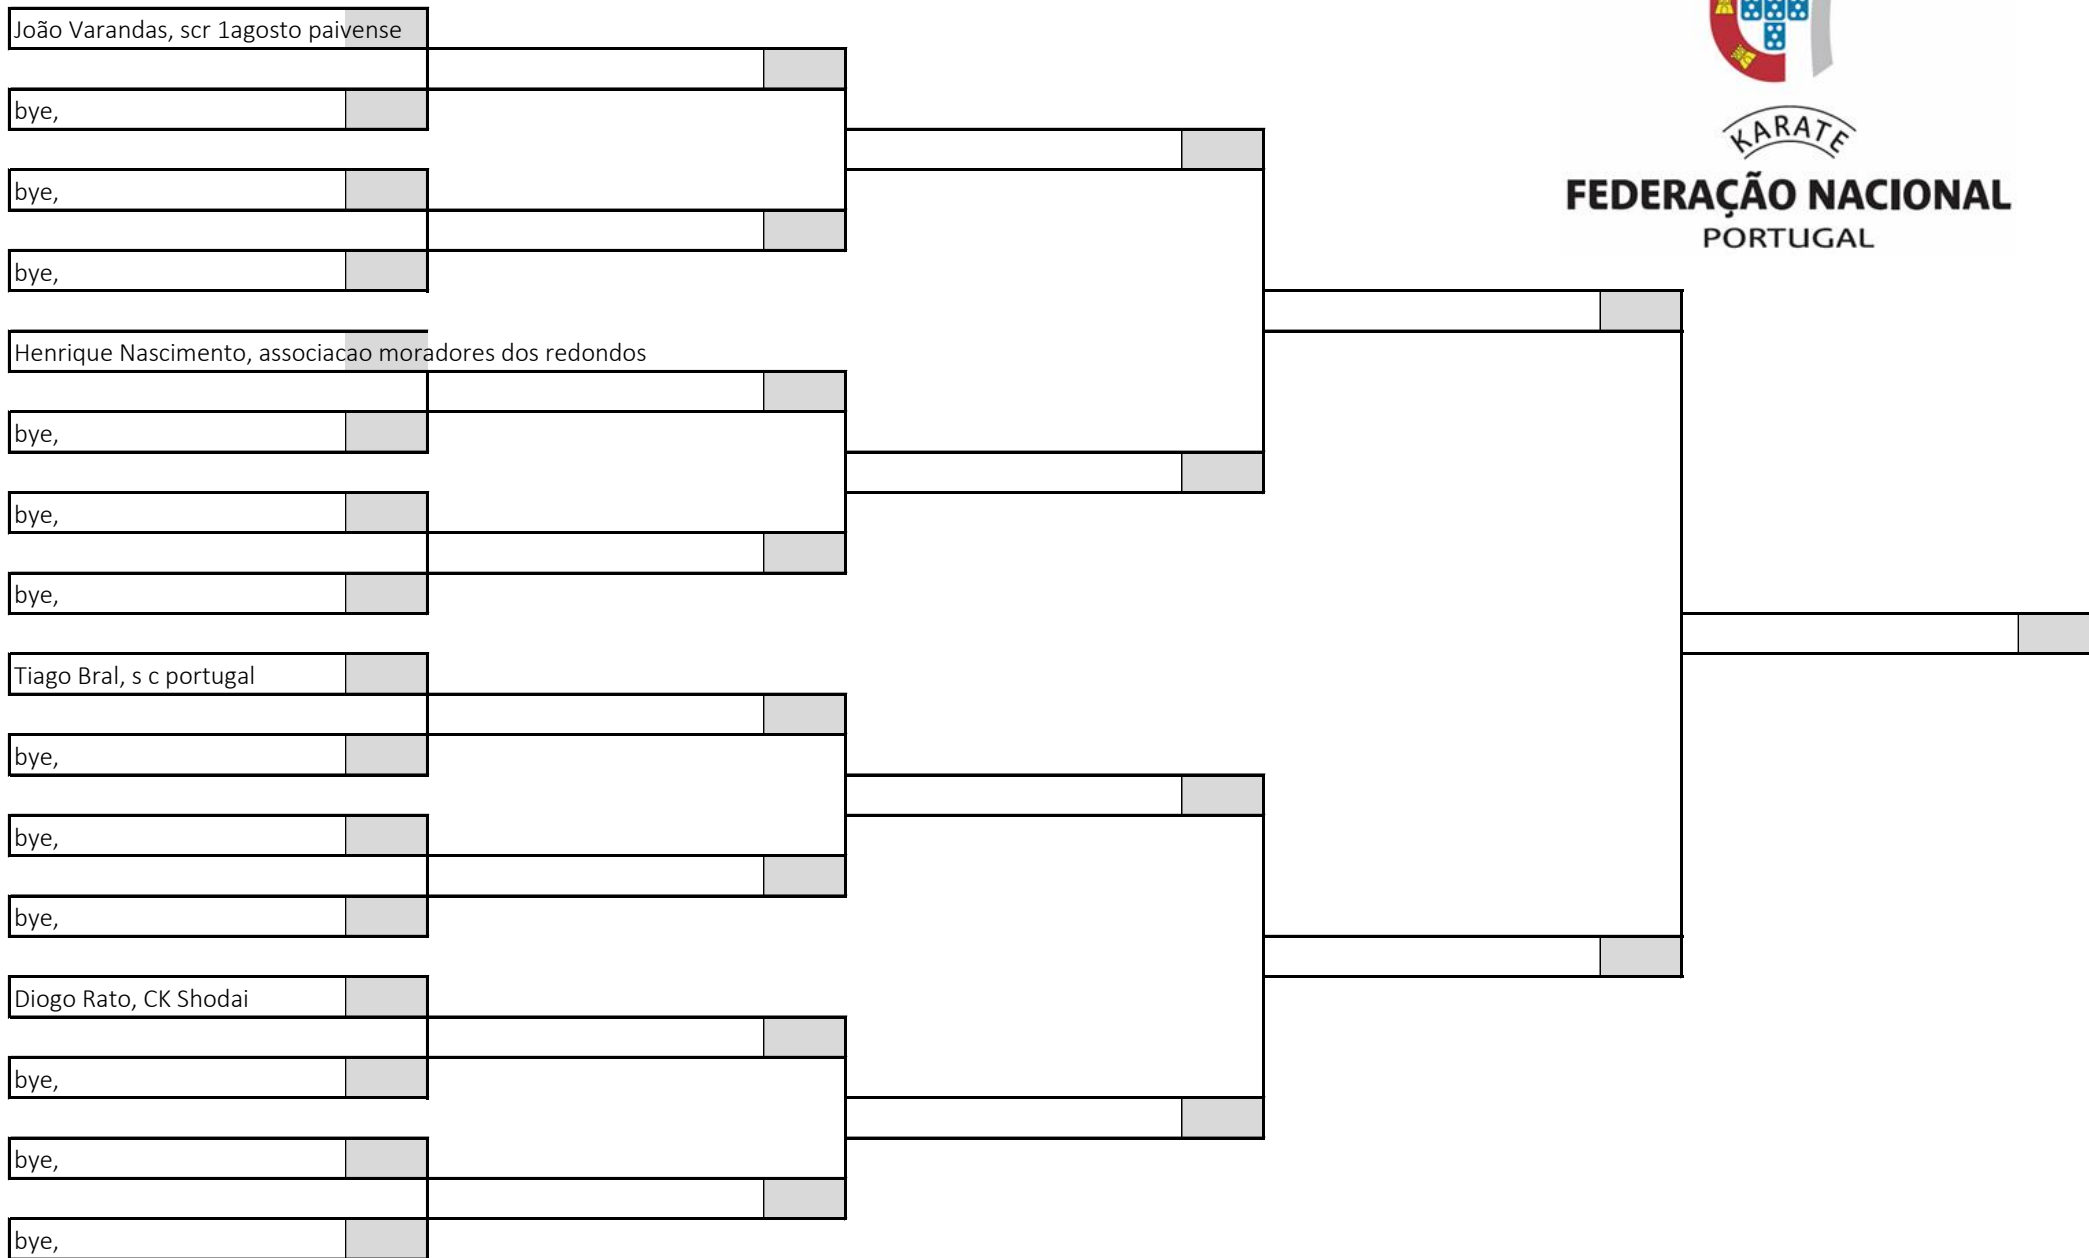 João Varandas, scr 1agosto paivense
bye,
bye,
bye,
Henrique Nascimento, associacao moradores dos redondos
bye,
bye,
bye,
Tiago Bral, s c portugal
bye,
bye,
bye,
Diogo Rato, CK Shodai
bye,
bye,
bye,
KARATE
FEDERAÇÃO NACIONAL
PORTUGAL